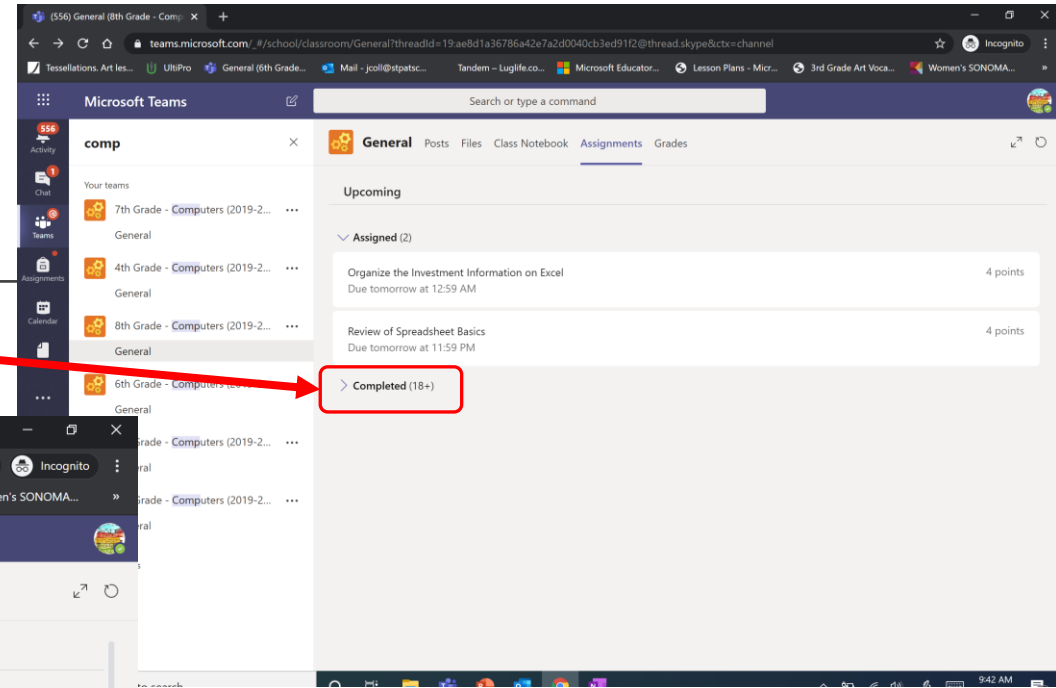 (556) General (8th Grade - Comp
teams.microsoft.com/_#/school/classroom/General?threadId=19:ae8d1a36786a42e7a2d0040cb3ed91f2@thread.skype&ctx=channel
Incognito
Tessellations. Art les... UltiPro General (6th Grade... Mail - jcoll@stpatsc... Tandem – Luglife.co... Microsoft Educator... Lesson Plans - Micr... 3rd Grade Art Voca... Women's SONOMA... »
Microsoft Teams
Search or type a command
556
Activity
comp
General Posts Files Class Notebook Assignments Grades
1
Chat
Your teams
Upcoming
7th Grade - Computers (2019-2... ...
General
Teams
Assigned (2)
Assignments
4th Grade - Computers (2019-2... ...
General
Organize the Investment Information on Excel
4 points
Due tomorrow at 12:59 AM
Calendar
8th Grade - Computers (2019-2... ...
General
Review of Spreadsheet Basics
4 points
Due tomorrow at 11:59 PM
6th Grade - Computers
Completed (18+)
General
Incognito
rade - Computers (2019-2... ...
ral
en's SONOMA... »
Grade - Computers (2019-2... ...
ral
s
to search
9:42 AM